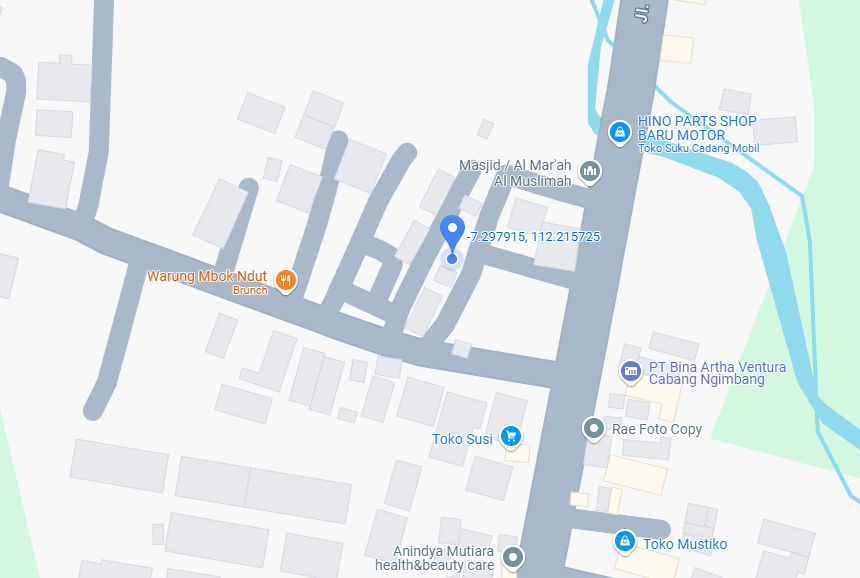 Jl.
HINO PARTS SHOP
BARU MOTOR
Toko Suku Cadang Mobil
Masjid / Al Mar'ah
Al Muslimah
-7.297915, 112.215725
Warung Mbok Ndut
Brunch
PT Bina Artha Ventura
Cabang Ngimbang
Rae Foto Copy
Toko Susi
Toko Mustiko
Anindya Mutiara
health&beauty care